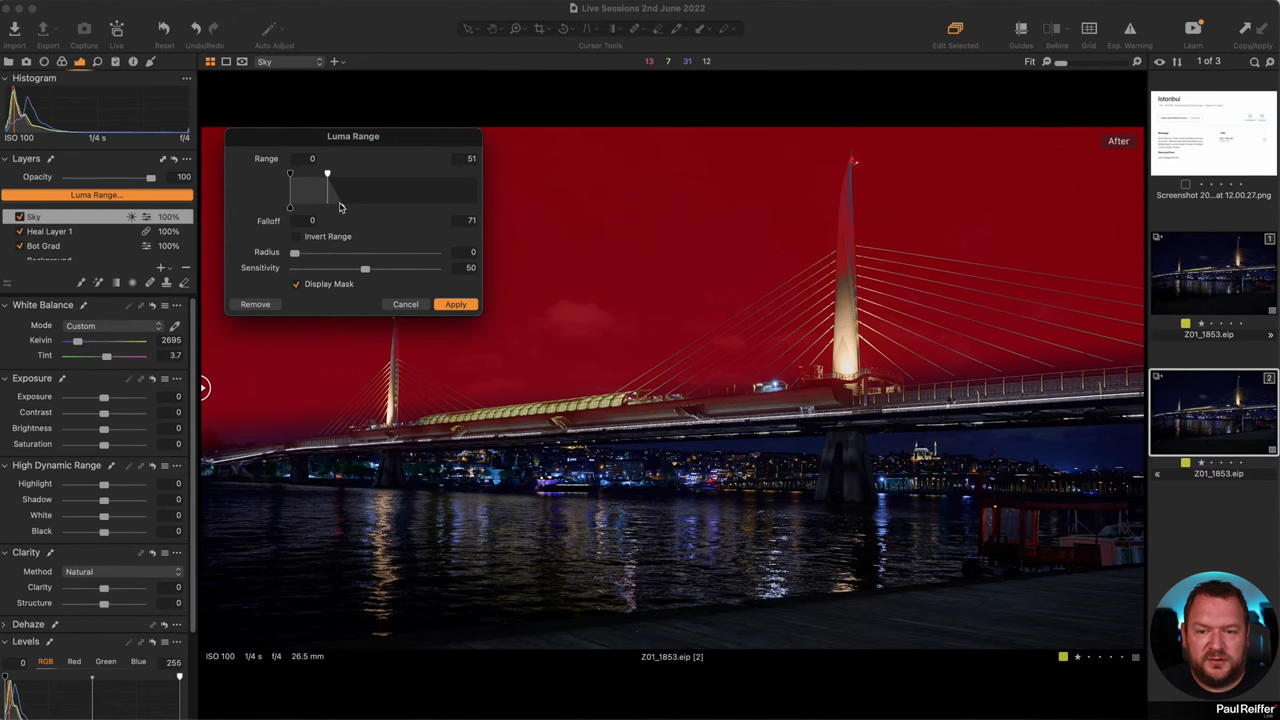 Live Sessions 2nd June 2022
Import Export Capture Live Reset Undo/Redo Auto Adjust Cursor Tools Edit Selected Guides Before Grid Exp. Warning Learn Copy/Apply
Sky 13 7 31 12 Fit 1 of 3
Histogram
ISO 100 1/4 s f/4
Layers
Opacity 100
Luma Range...
Sky 100%
Heal Layer 1 100%
Bot Grad 100%
White Balance
Mode Custom
Kelvin 2695
Tint 3.7
Exposure
Exposure 0
Contrast 0
Brightness 0
Saturation 0
High Dynamic Range
Highlight 0
Shadow 0
White 0
Black 0
Clarity
Method Natural
Clarity 0
Structure 0
Dehaze
Levels
0 RGB Red Green Blue 255
Luma Range
Range 0 51
Falloff 0 71
Invert Range
Radius 0
Sensitivity 50
Display Mask
Remove Cancel Apply
After
ISO 100 1/4 s f/4 26.5 mm Z01_1853.eip [2]
Istanbul
Screenshot 20...at 12.00.27.png
1
Z01_1853.eip
2
Z01_1853.eip
PaulReiffer
Live